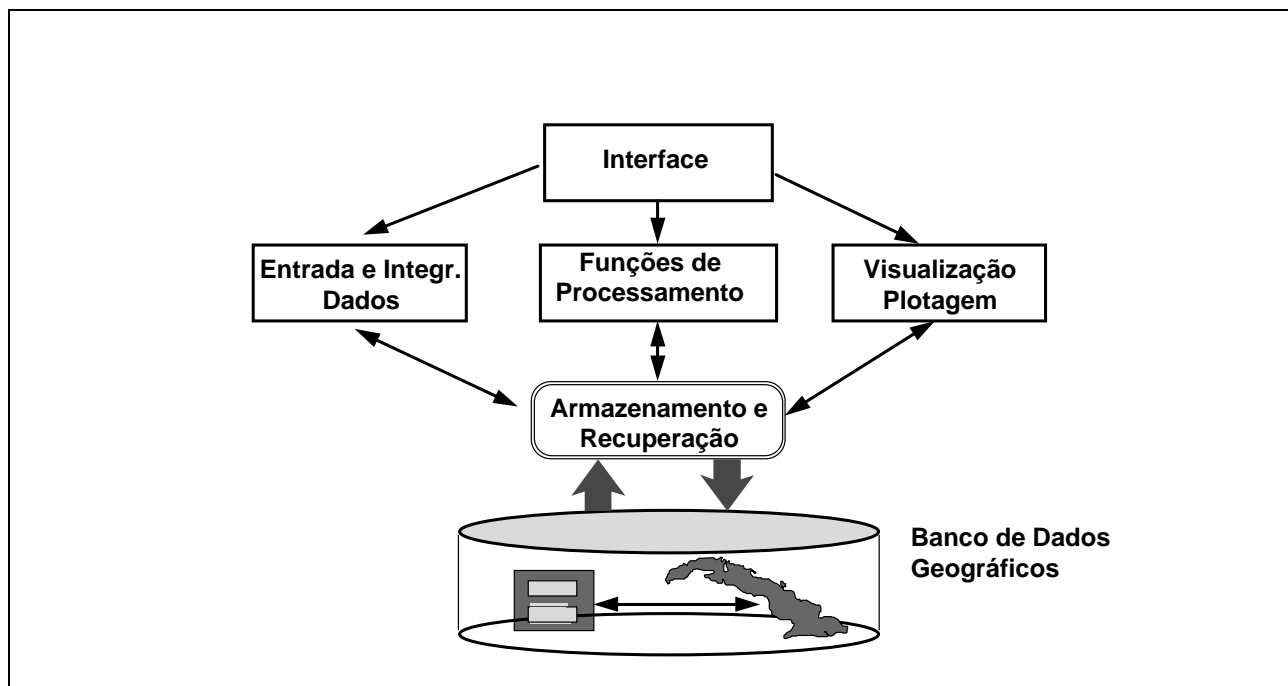 Interface
Entrada e Integr.
Dados
Funções de
Processamento
Visualização
Plotagem
Armazenamento e
Recuperação
Banco de Dados
Geográficos